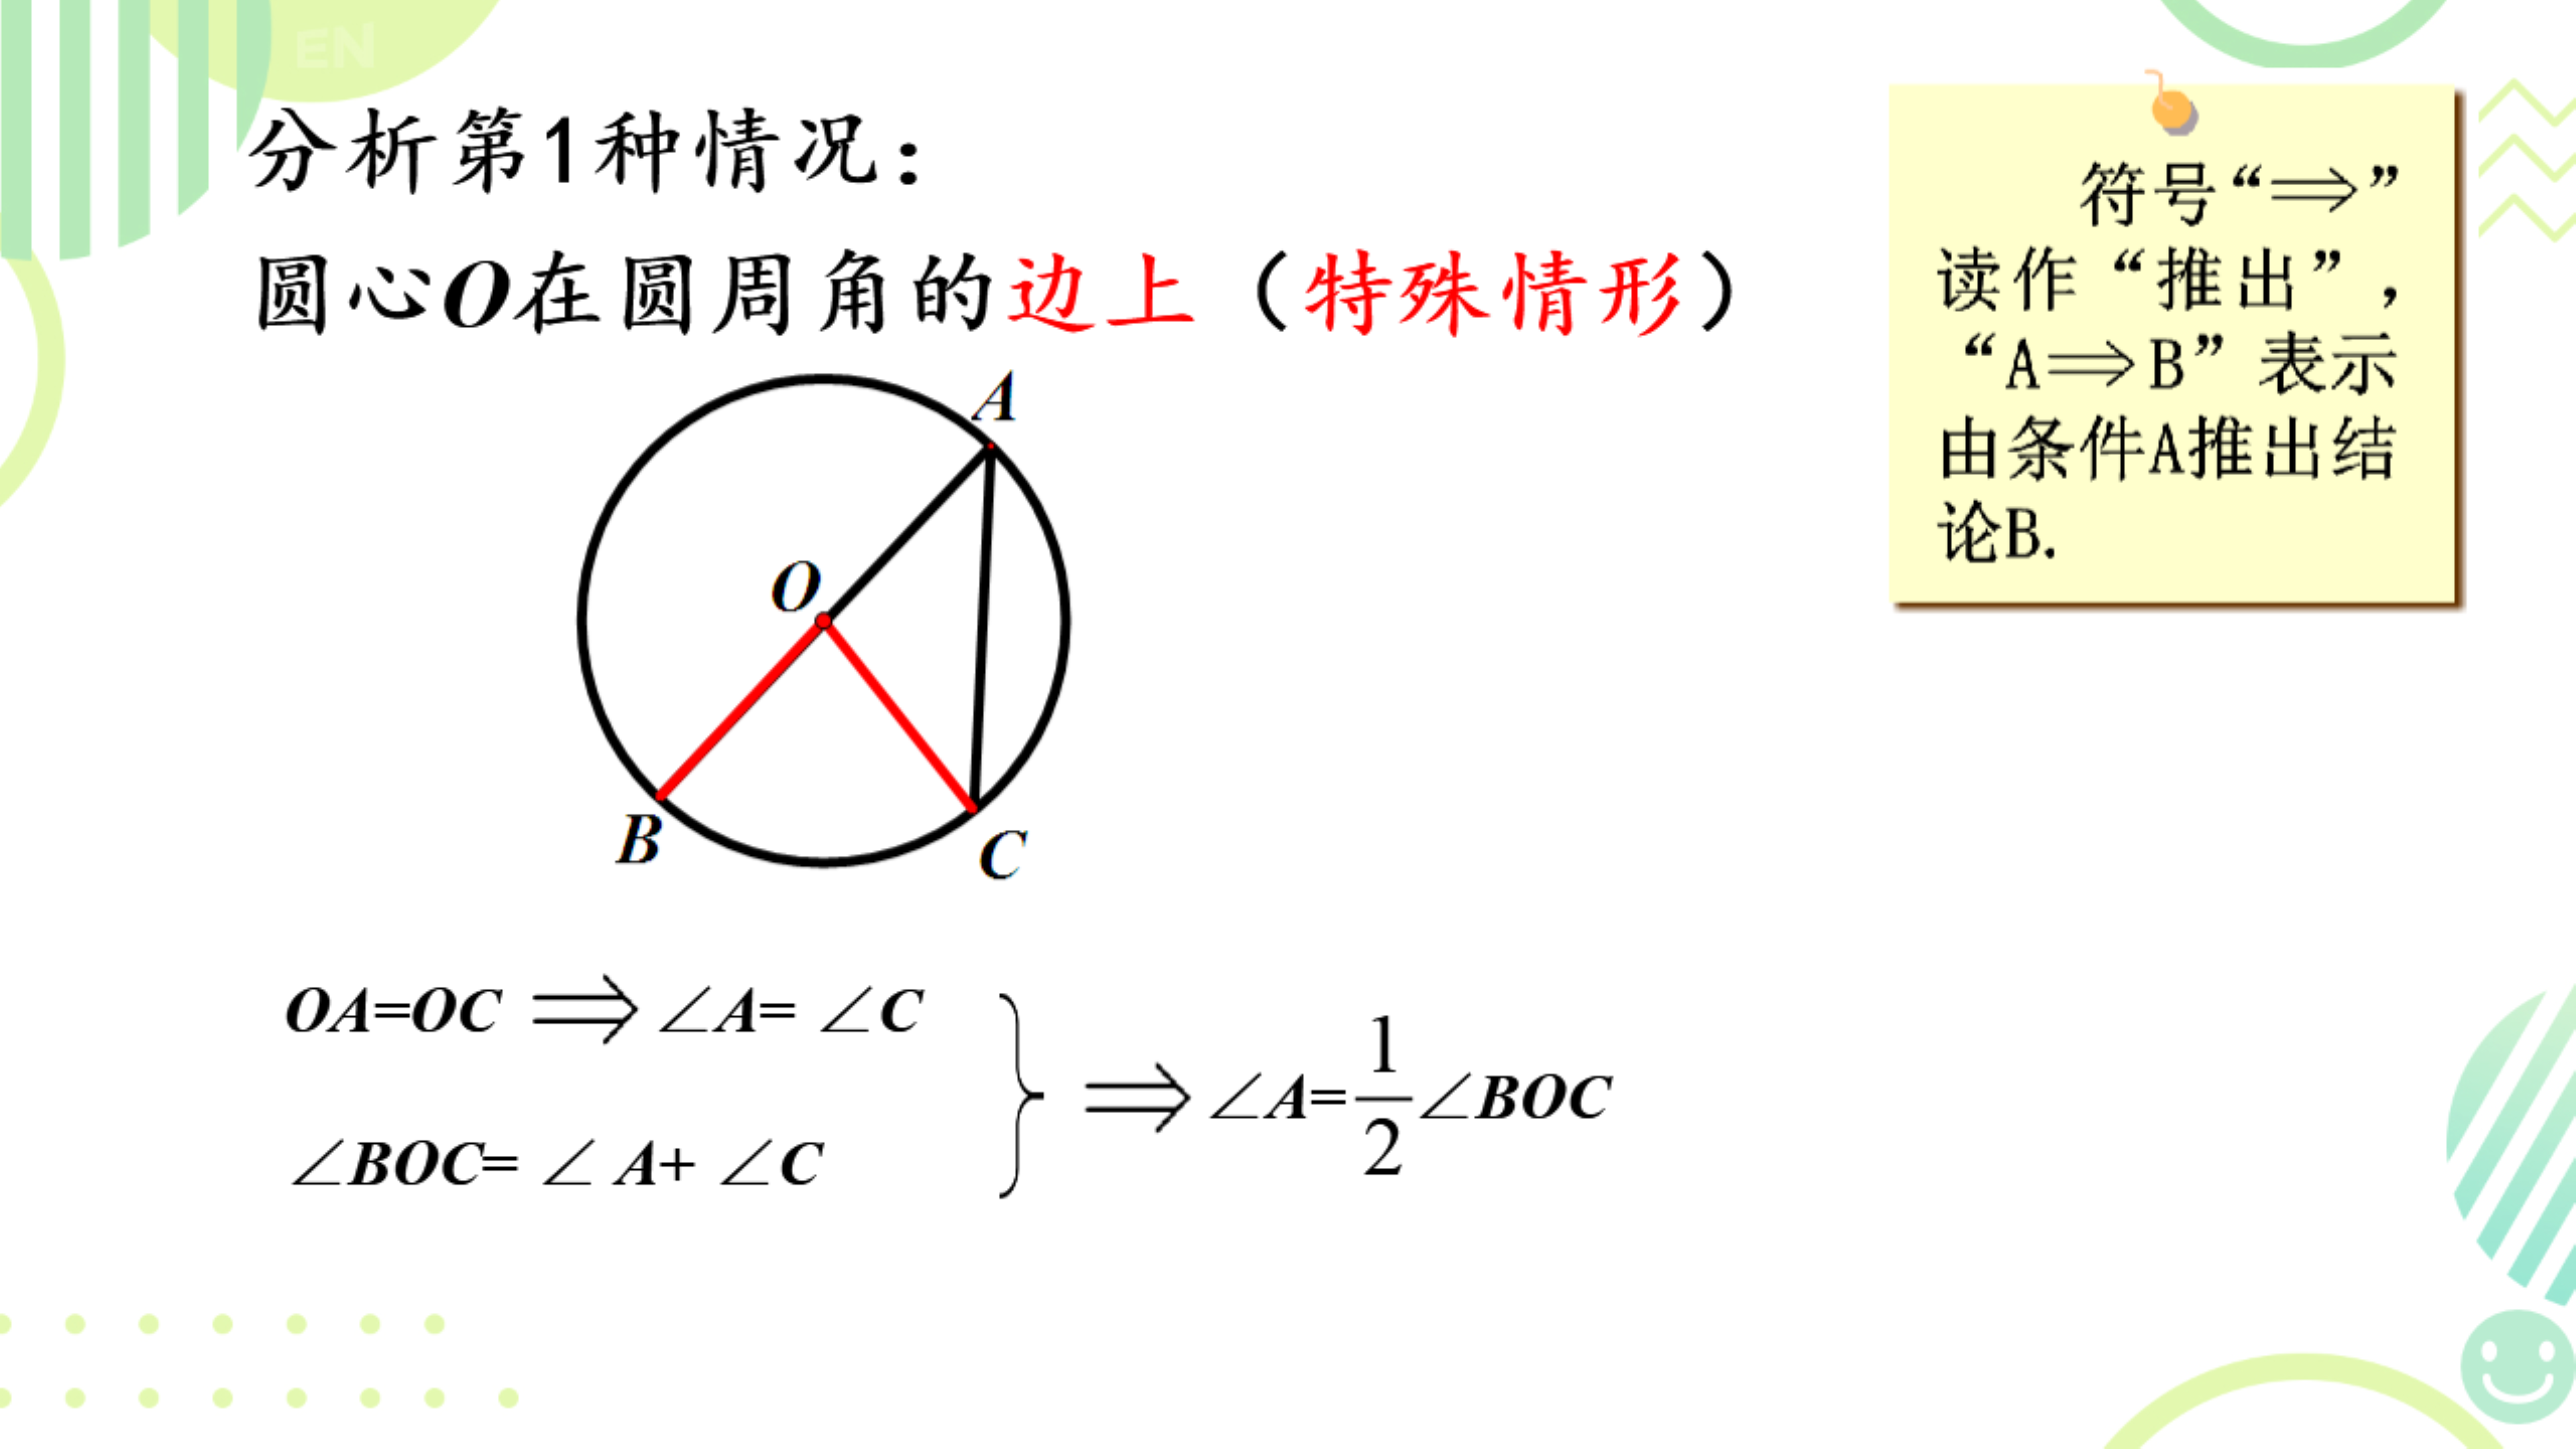 EN
分析第1种情况：
圆心O在圆周角的边上（特殊情形）
符号“⟹”
读作“推出”，
“A⟹B”表示
由条件A推出结
论B.
A
O
B
C
OA=OC ⟹ ∠A= ∠C
∠BOC= ∠ A+ ∠C
⟹ ∠A=1/2∠BOC